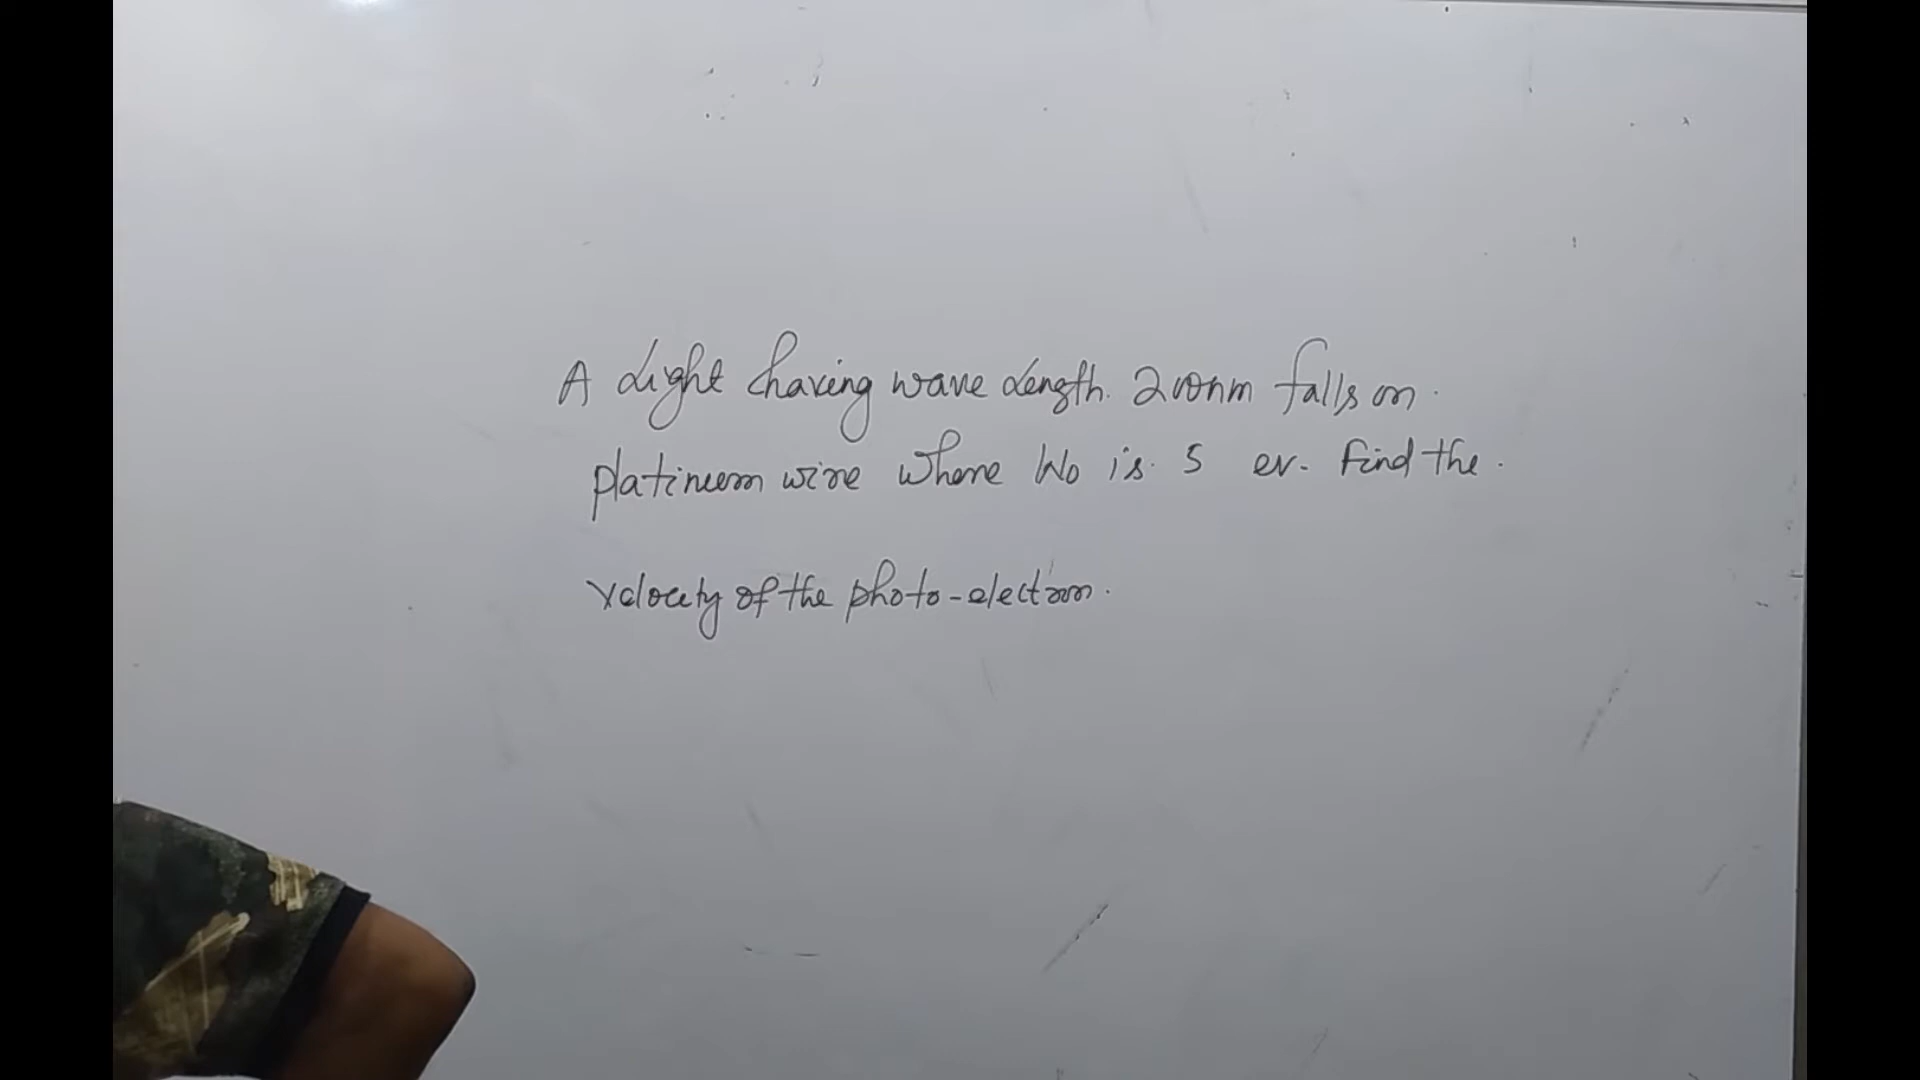 A Light having wave Length. 200nm falls on.
platinum wire where Wo is. 5 ev. Find the.
velocity of the photo-electron.